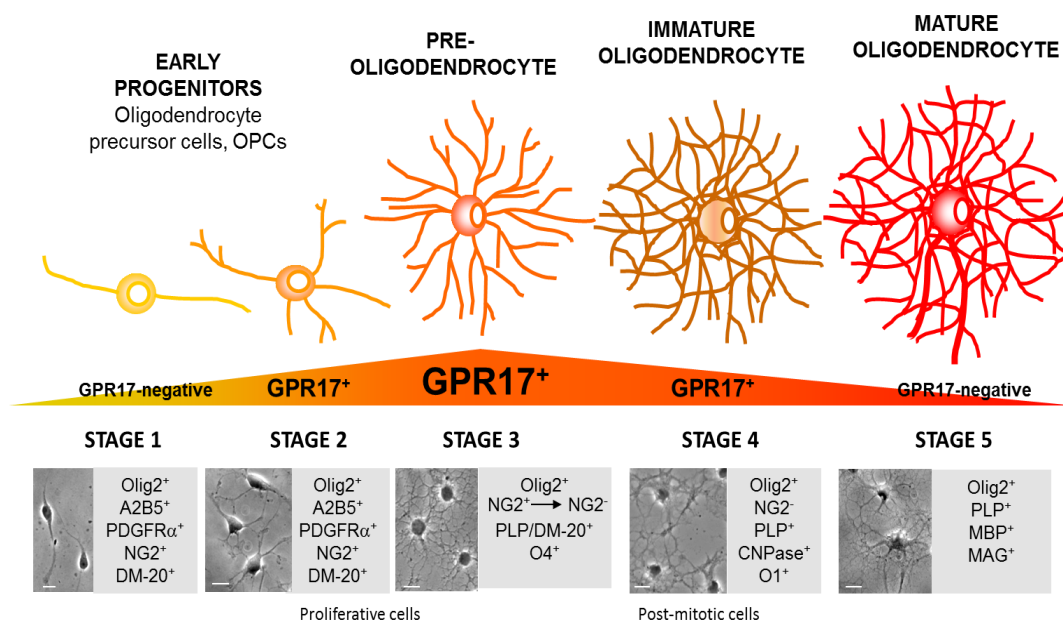 EARLY
PROGENITORS
Oligodendrocyte
precursor cells, OPCs
PRE-
OLIGODENDROCYTE
IMMATURE
OLIGODENDROCYTE
MATURE
OLIGODENDROCYTE
GPR17-negative
GPR17⁺
GPR17⁺
GPR17⁺
GPR17-negative
STAGE 1
Olig2⁺
A2B5⁺
PDGFRα⁺
NG2⁺
DM-20⁺
STAGE 2
Olig2⁺
A2B5⁺
PDGFRα⁺
NG2⁺
DM-20⁺
STAGE 3
Olig2⁺
NG2⁺ → NG2⁻
PLP/DM-20⁺
O4⁺
STAGE 4
Olig2⁺
NG2⁻
PLP⁺
CNPase⁺
O1⁺
STAGE 5
Olig2⁺
PLP⁺
MBP⁺
MAG⁺
Proliferative cells
Post-mitotic cells